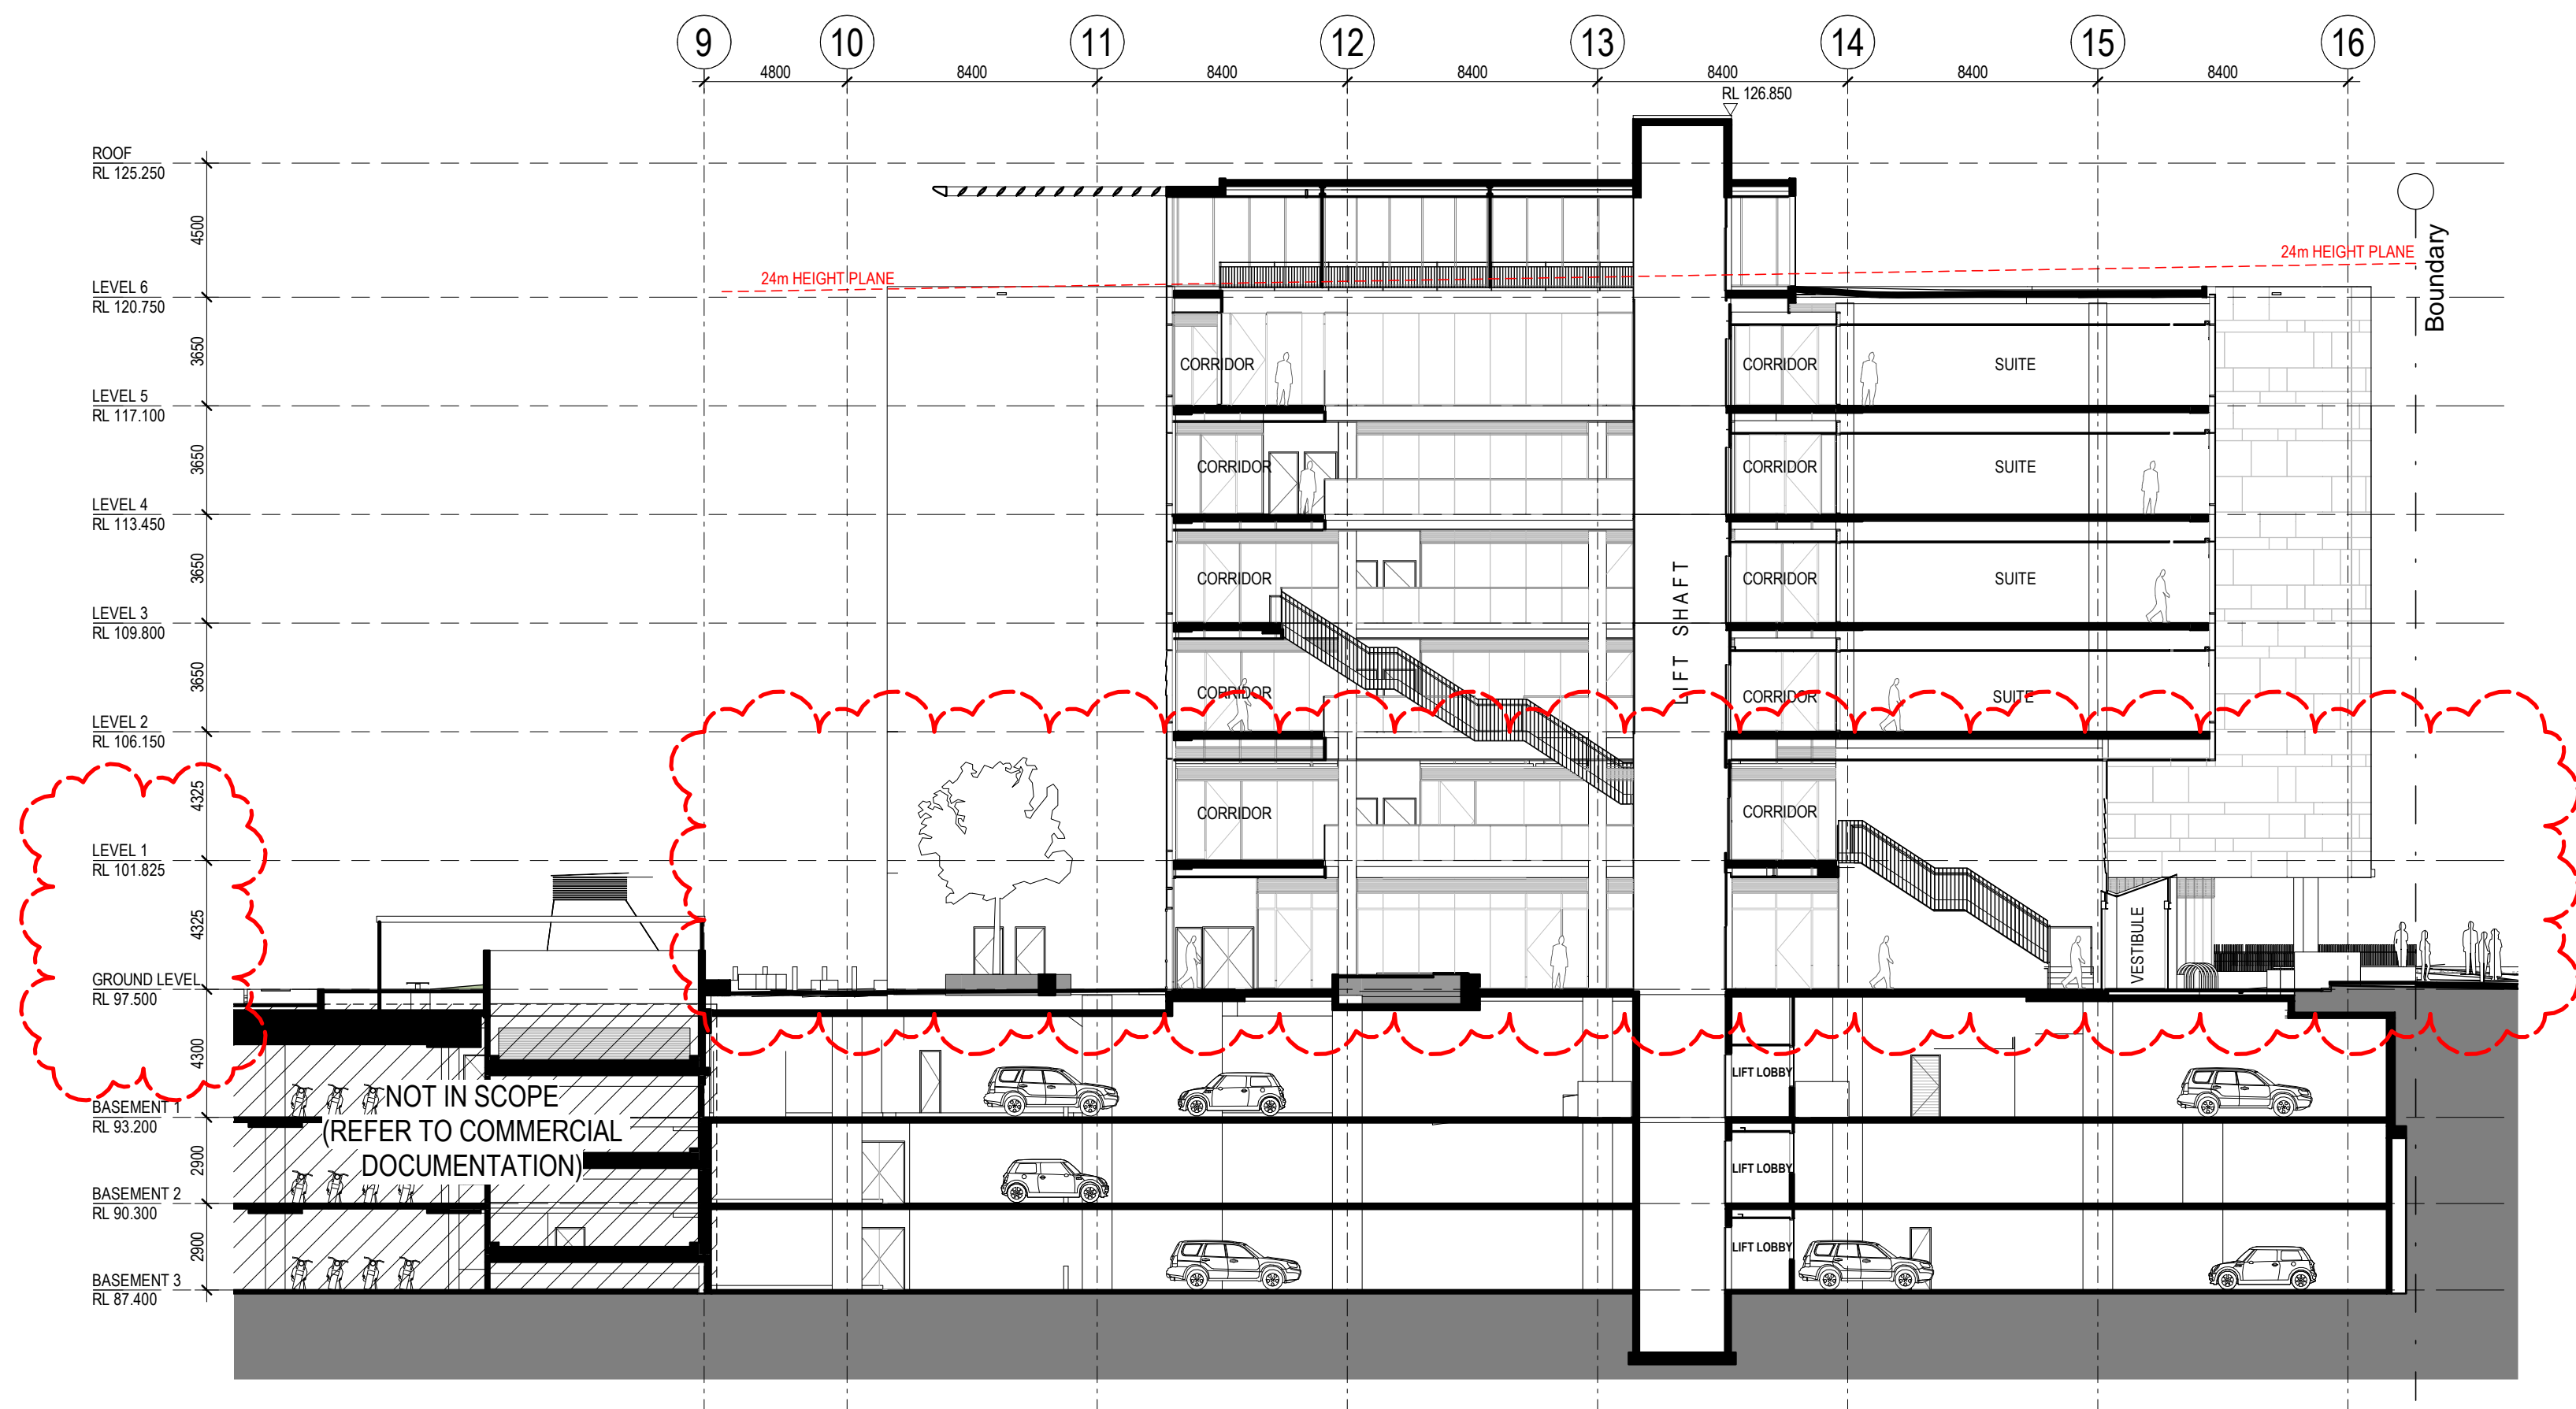 9 10 11 12 13 14 15 16
4800 8400 8400 8400 8400 8400 8400
RL 126.850
ROOF
RL 125.250
4500
24m HEIGHT PLANE
24m HEIGHT PLANE
Boundary
LEVEL 6
RL 120.750
3650
CORRIDOR CORRIDOR SUITE
LEVEL 5
RL 117.100
3650
CORRIDOR CORRIDOR SUITE
LEVEL 4
RL 113.450
3650
CORRIDOR CORRIDOR SUITE
LIFT SHAFT
LEVEL 3
RL 109.800
3650
CORRIDOR CORRIDOR SUITE
LEVEL 2
RL 106.150
4325
CORRIDOR CORRIDOR
LEVEL 1
RL 101.825
4325
VESTIBULE
GROUND LEVEL
RL 97.500
4300
LIFT LOBBY
NOT IN SCOPE
(REFER TO COMMERCIAL
DOCUMENTATION)
BASEMENT 1
RL 93.200
2900
LIFT LOBBY
BASEMENT 2
RL 90.300
2900
LIFT LOBBY
BASEMENT 3
RL 87.400